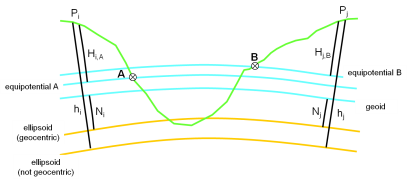 Pi
Pj
Hi,A
Hj,B
A
B
equipotential B
equipotential A
hi
Ni
Nj
hj
geoid
ellipsoid
(geocentric)
ellipsoid
(not geocentric)